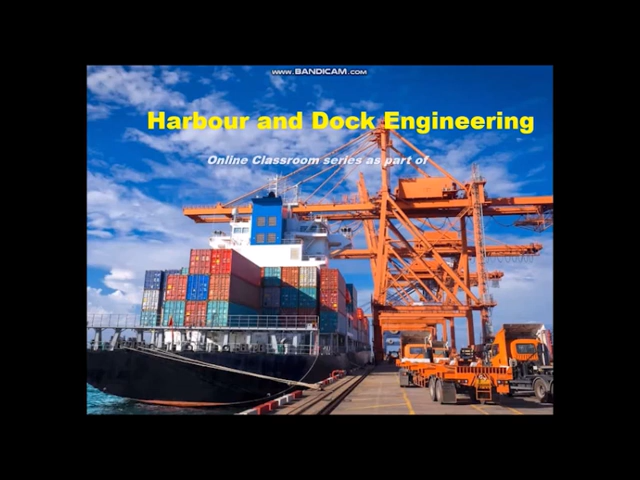 WWW.BANDICAM.COM
Harbour and Dock Engineering
Online Classroom series as part of